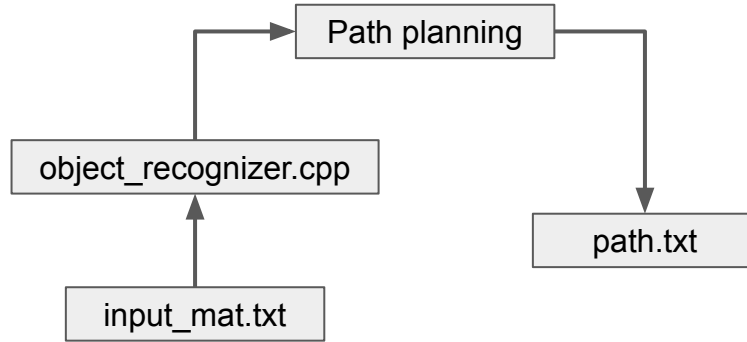 Path planning
object_recognizer.cpp
path.txt
input_mat.txt